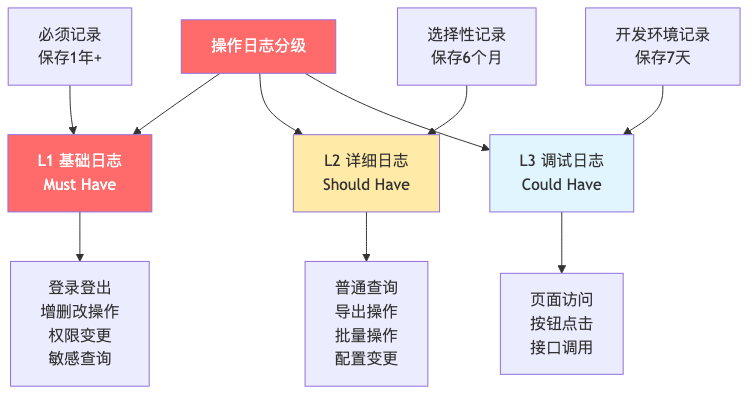 必须记录
保存1年+
操作日志分级
选择性记录
保存6个月
开发环境记录
保存7天
L1 基础日志
Must Have
L2 详细日志
Should Have
L3 调试日志
Could Have
登录登出
增删改操作
权限变更
敏感查询
普通查询
导出操作
批量操作
配置变更
页面访问
按钮点击
接口调用